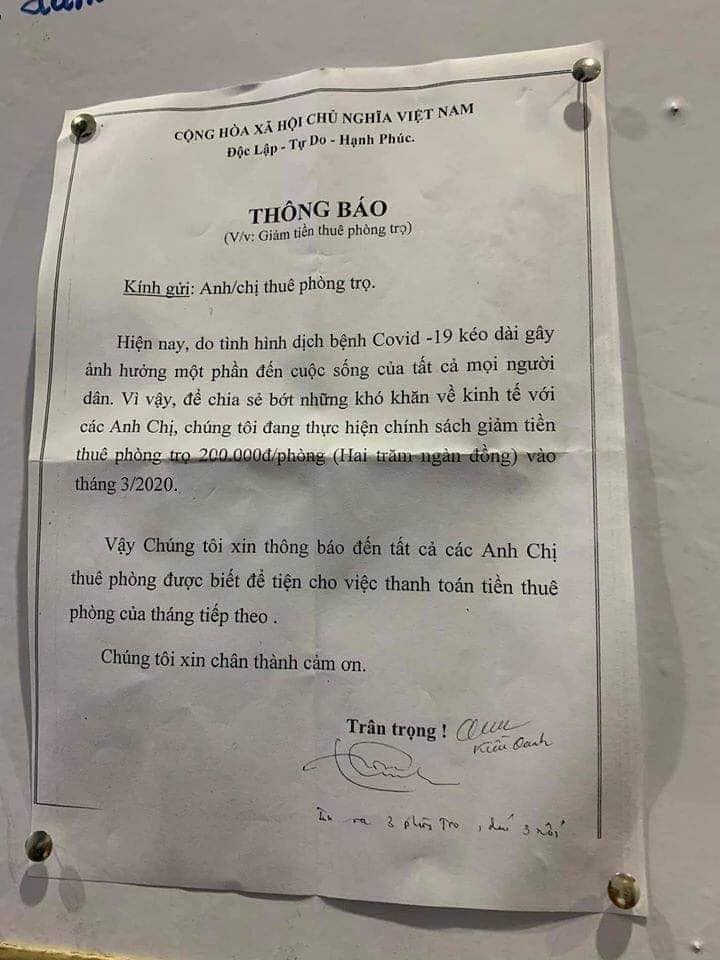 CỘNG HÒA XÃ HỘI CHỦ NGHĨA VIỆT NAM
Độc Lập - Tự Do - Hạnh Phúc.
THÔNG BÁO
(V/v: Giảm tiền thuê phòng trọ)
Kính gửi: Anh/chị thuê phòng trọ.
Hiện nay, do tình hình dịch bệnh Covid -19 kéo dài gây
ảnh hưởng một phần đến cuộc sống của tất cả mọi người
dân. Vì vậy, để chia sẻ bớt những khó khăn về kinh tế với
các Anh Chị, chúng tôi đang thực hiện chính sách giảm tiền
thuê phòng trọ 200.000đ/phòng (Hai trăm ngàn đồng) vào
tháng 3/2020.
Vậy Chúng tôi xin thông báo đến tất cả các Anh Chị
thuê phòng được biết để tiện cho việc thanh toán tiền thuê
phòng của tháng tiếp theo .
Chúng tôi xin chân thành cảm ơn.
Trân trọng !
Kiều Oanh
ra 3 phòng trọ , 3